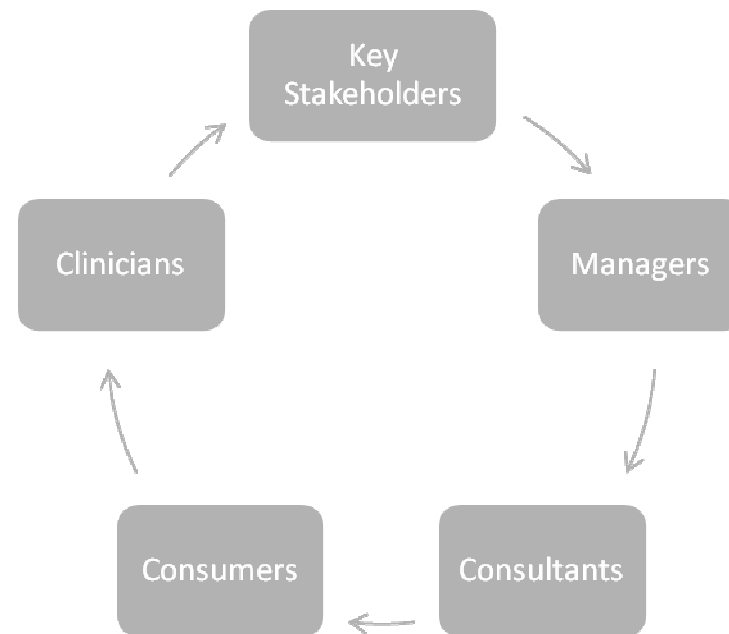 Key
Stakeholders
Clinicians
Managers
Consumers
Consultants